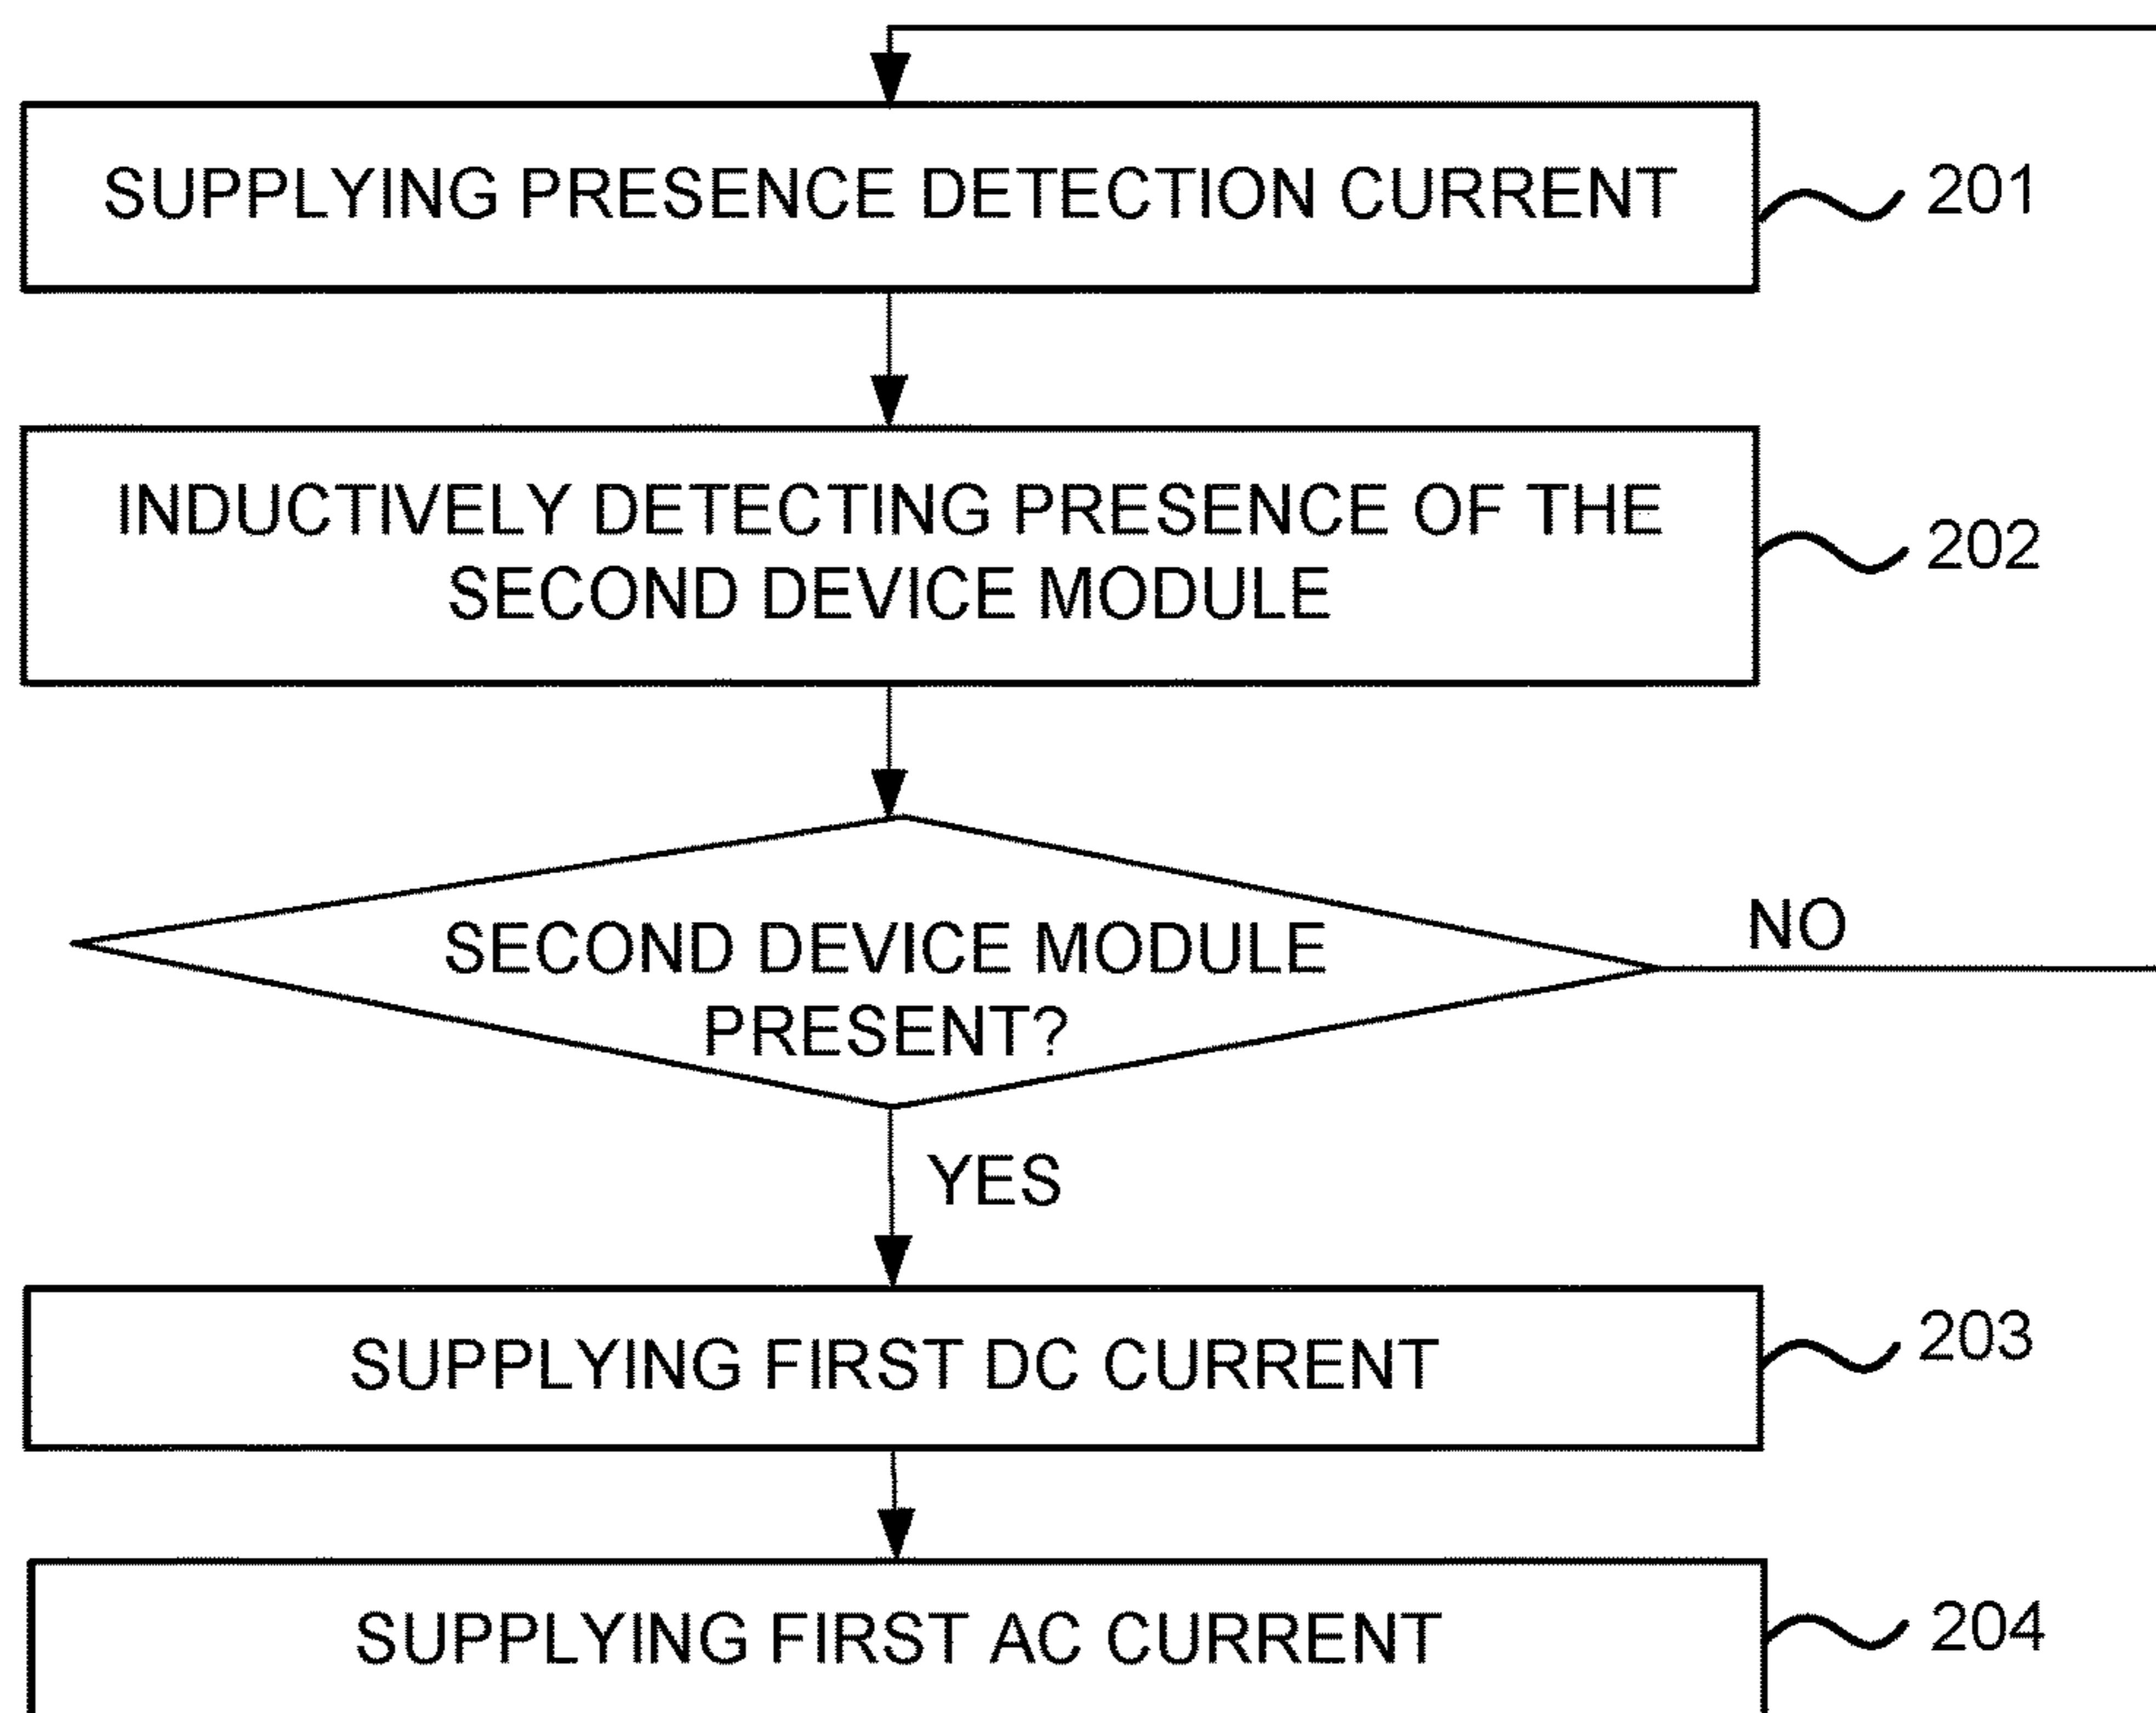 SUPPLYING PRESENCE DETECTION CURRENT
201
INDUCTIVELY DETECTING PRESENCE OF THE
SECOND DEVICE MODULE
202
SECOND DEVICE MODULE
PRESENT?
NO
YES
SUPPLYING FIRST DC CURRENT
203
SUPPLYING FIRST AC CURRENT
204